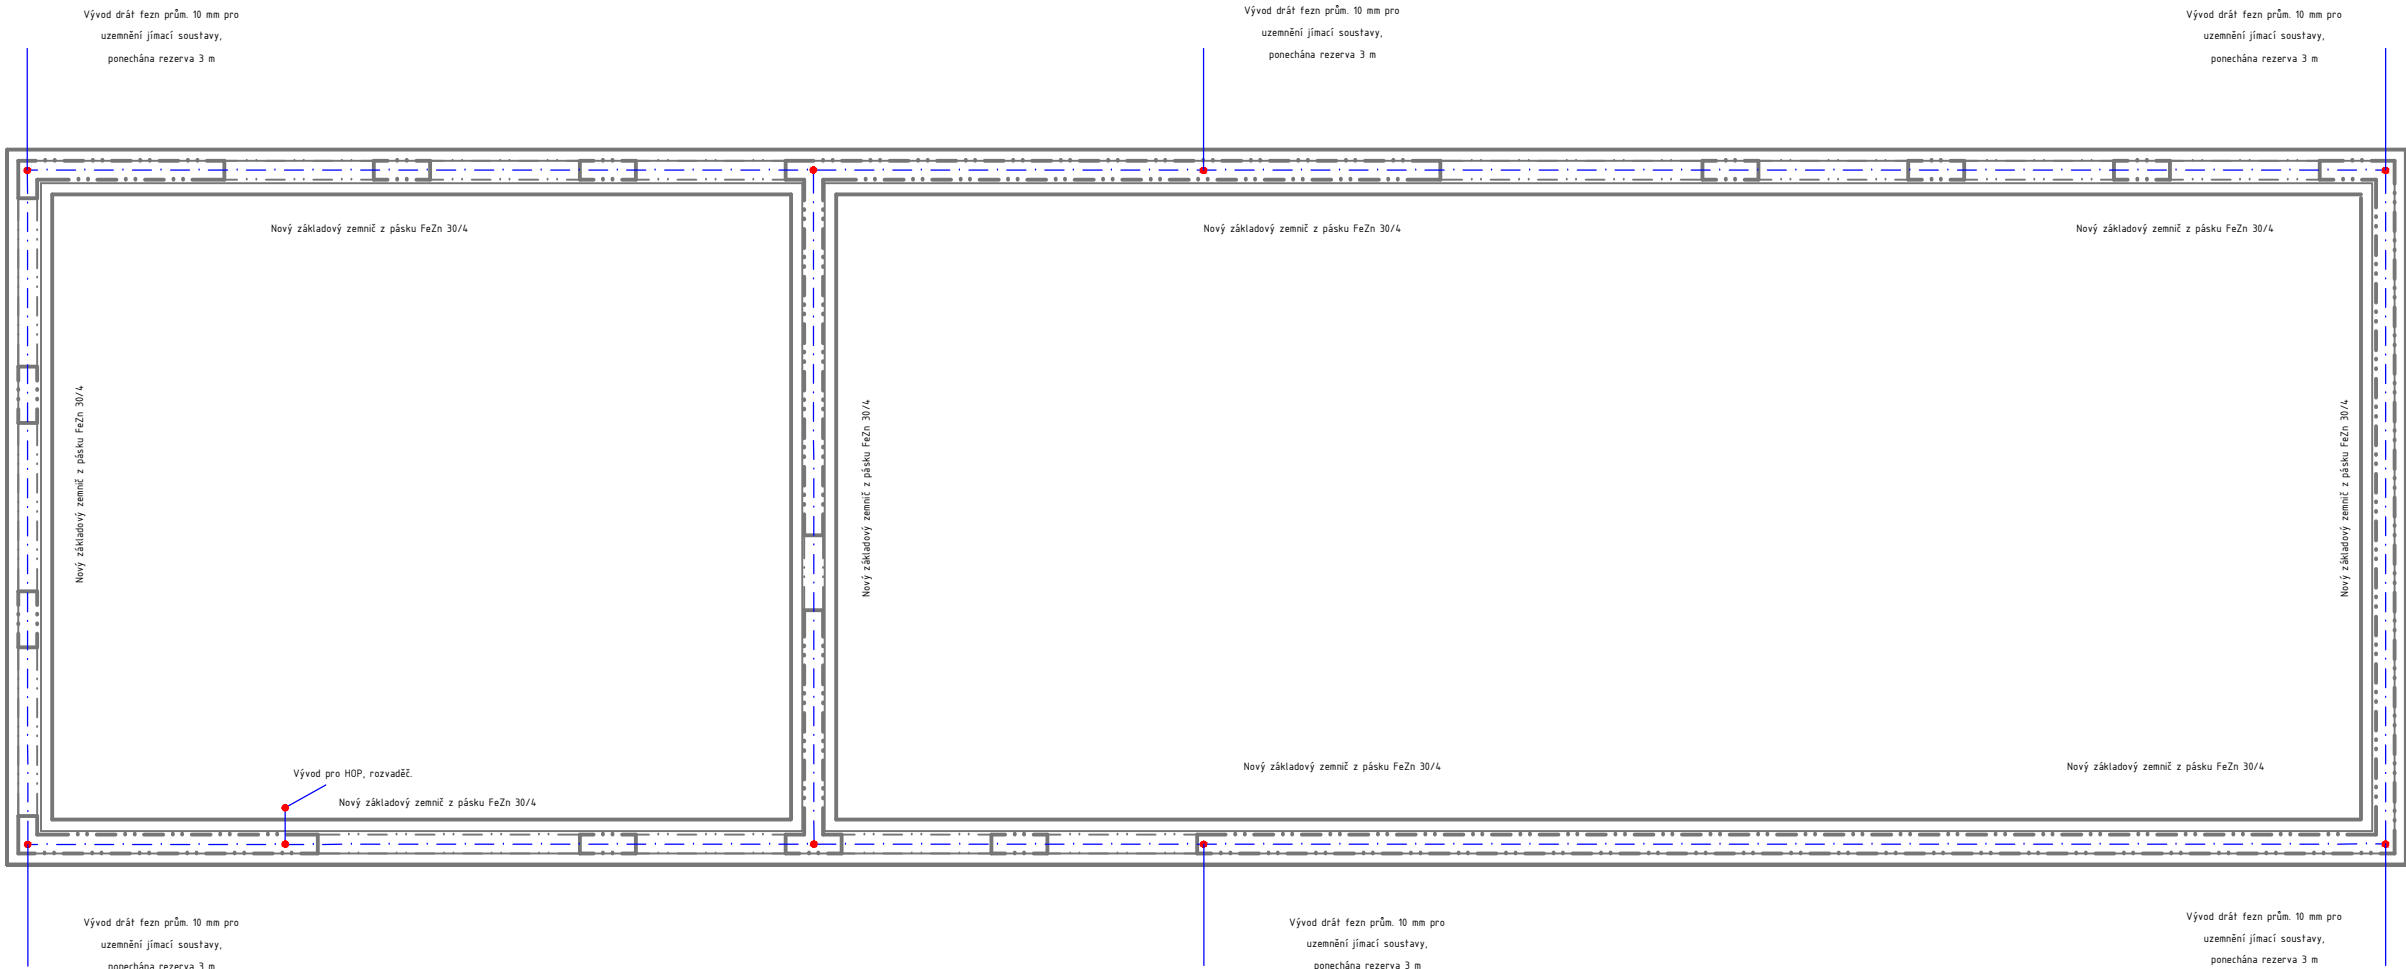 Vývod drát fezn prům. 10 mm pro
uzemnění jímací soustavy,
ponechána rezerva 3 m
Vývod drát fezn prům. 10 mm pro
uzemnění jímací soustavy,
ponechána rezerva 3 m
Vývod drát fezn prům. 10 mm pro
uzemnění jímací soustavy,
ponechána rezerva 3 m
Nový základový zemnič z pásku FeZn 30/4
Nový základový zemnič z pásku FeZn 30/4
Nový základový zemnič z pásku FeZn 30/4
Nový základový zemnič z pásku FeZn 30/4
Nový základový zemnič z pásku FeZn 30/4
Nový základový zemnič z pásku FeZn 30/4
Vývod pro HOP, rozvaděč.
Nový základový zemnič z pásku FeZn 30/4
Nový základový zemnič z pásku FeZn 30/4
Nový základový zemnič z pásku FeZn 30/4
Vývod drát fezn prům. 10 mm pro
uzemnění jímací soustavy,
ponechána rezerva 3 m
Vývod drát fezn prům. 10 mm pro
uzemnění jímací soustavy,
ponechána rezerva 3 m
Vývod drát fezn prům. 10 mm pro
uzemnění jímací soustavy,
ponechána rezerva 3 m